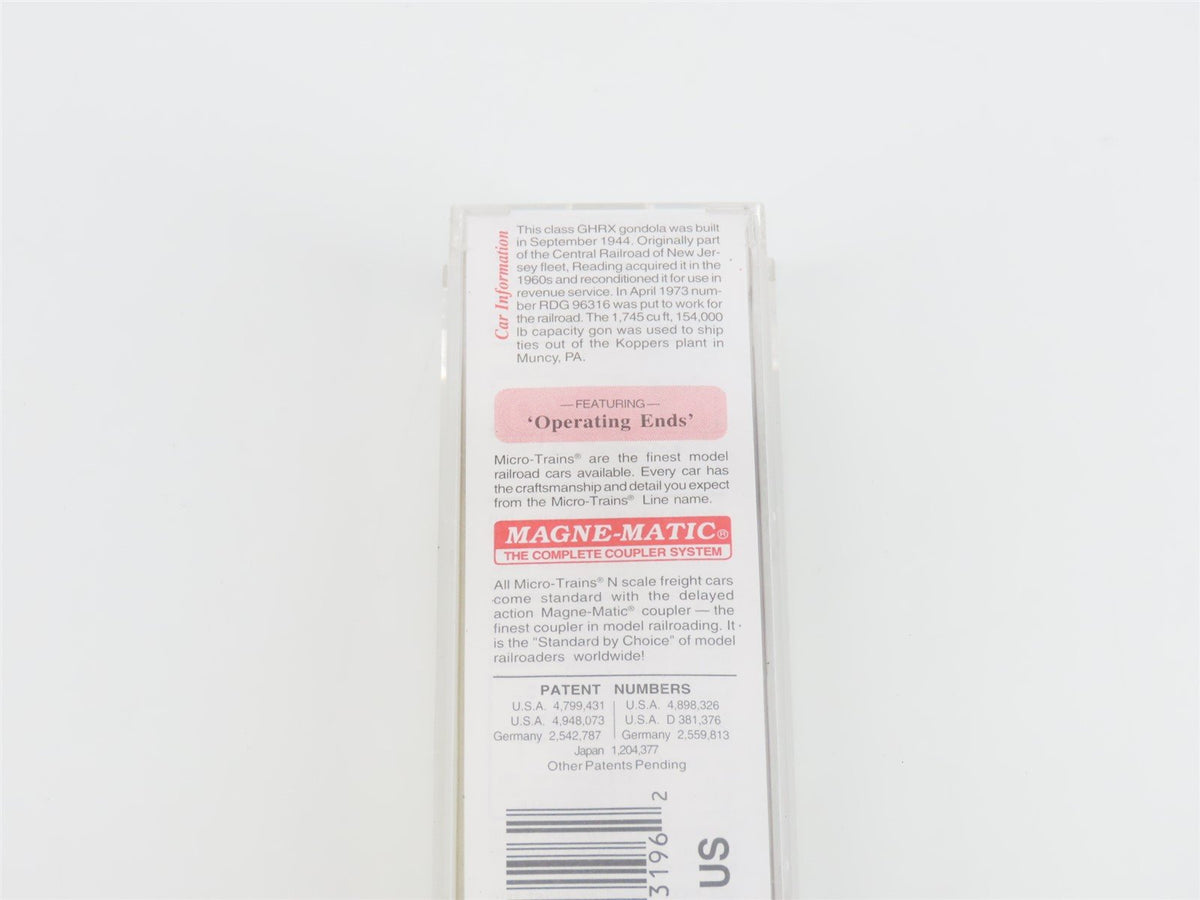 Car Information
This class GHRX gondola was built
in September 1944. Originally part
of the Central Railroad of New Jer-
sey fleet, Reading acquired it in the
1960s and reconditioned it for use in
revenue service. In April 1973 num-
ber RDG 96316 was put to work for
the railroad. The 1,745 cu ft, 154,000
lb capacity gon was used to ship
ties out of the Koppers plant in
Muncy, PA.
—FEATURING—
‘Operating Ends’
Micro-Trains® are the finest model
railroad cars available. Every car has
the craftsmanship and detail you expect
from the Micro-Trains® Line name.
MAGNE-MATIC®
THE COMPLETE COUPLER SYSTEM
All Micro-Trains® N scale freight cars
come standard with the delayed
action Magne-Matic® coupler — the
finest coupler in model railroading. It
is the "Standard by Choice" of model
railroaders worldwide!
PATENT NUMBERS
U.S.A. 4,799,431 U.S.A. 4,898,326
U.S.A. 4,948,073 U.S.A. D 381,376
Germany 2,542,787 Germany 2,559,813
Japan 1,204,377
Other Patents Pending
3196 2
US